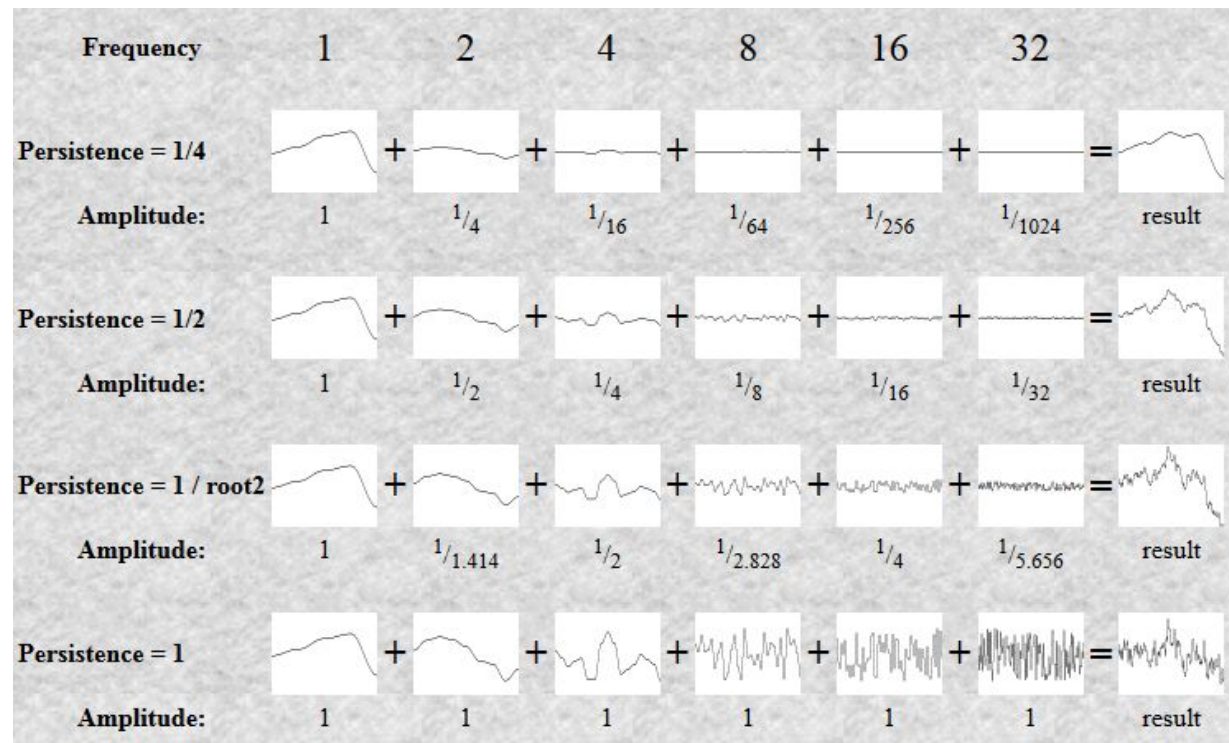 Frequency 1 2 4 8 16 32
Persistence = 1/4 + + + + + =
Amplitude: 1 1/4 1/16 1/64 1/256 1/1024 result
Persistence = 1/2 + + + + + =
Amplitude: 1 1/2 1/4 1/8 1/16 1/32 result
Persistence = 1 / root2 + + + + + =
Amplitude: 1 1/1.414 1/2 1/2.828 1/4 1/5.656 result
Persistence = 1 + + + + + =
Amplitude: 1 1 1 1 1 1 result